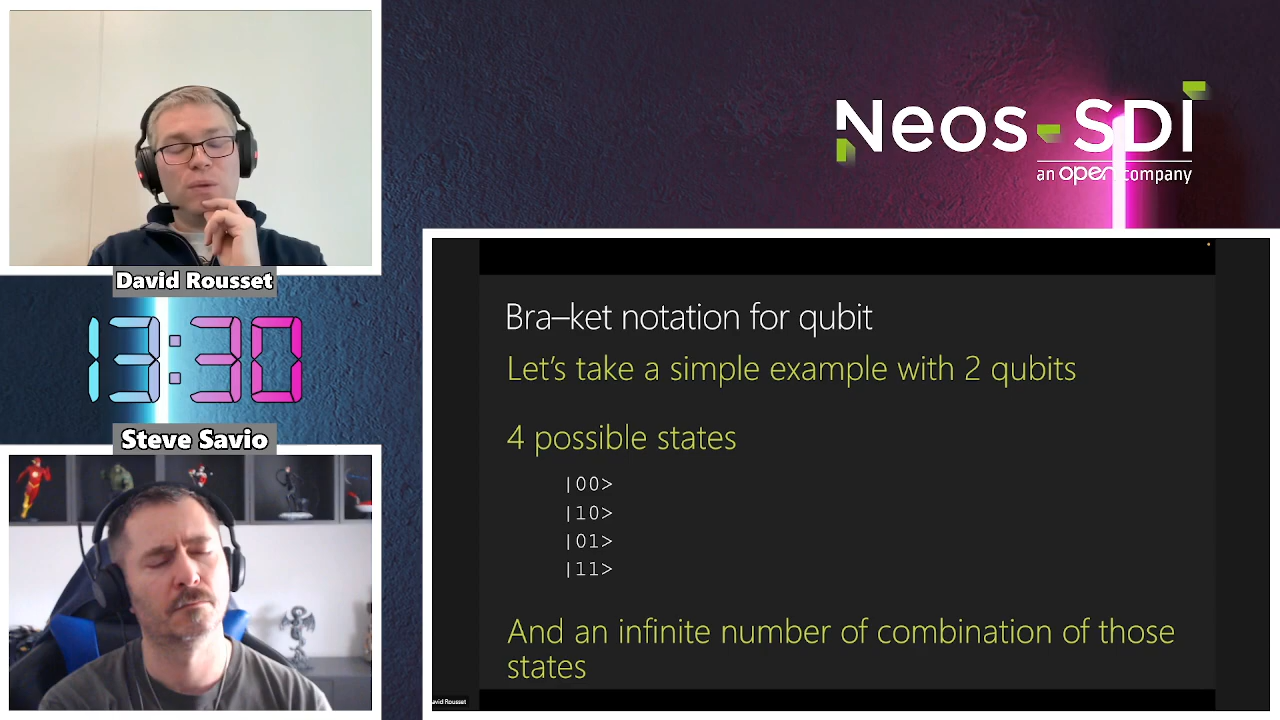 Neos-SDI
an open company
David Rousset
13:30
Steve Savio
Bra–ket notation for qubit
Let's take a simple example with 2 qubits
4 possible states
|00>
|10>
|01>
|11>
And an infinite number of combination of those
states
avid Rousset